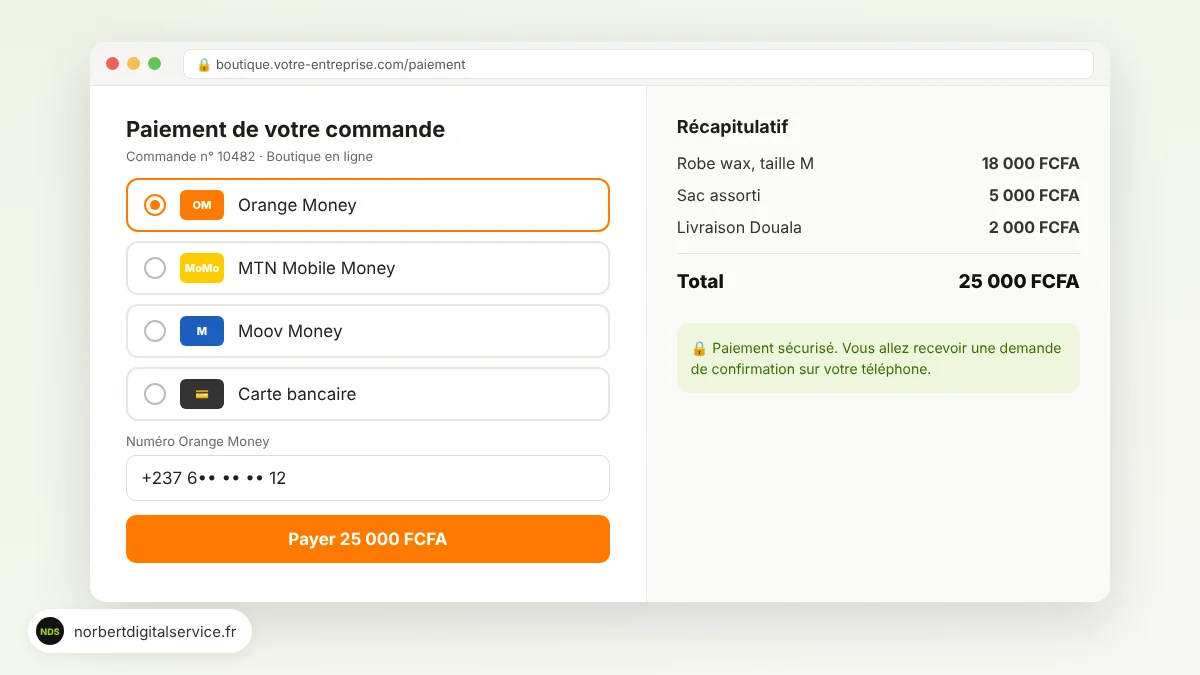 🔒 boutique.votre-entreprise.com/paiement
Paiement de votre commande
Commande n° 10482 · Boutique en ligne
OM Orange Money
MoMo MTN Mobile Money
M Moov Money
💳 Carte bancaire
Numéro Orange Money
+237 6•• •• •• 12
Payer 25 000 FCFA
Récapitulatif
Robe wax, taille M 18 000 FCFA
Sac assorti 5 000 FCFA
Livraison Douala 2 000 FCFA
Total 25 000 FCFA
🔒 Paiement sécurisé. Vous allez recevoir une demande
de confirmation sur votre téléphone.
NDS norbertdigitalservice.fr